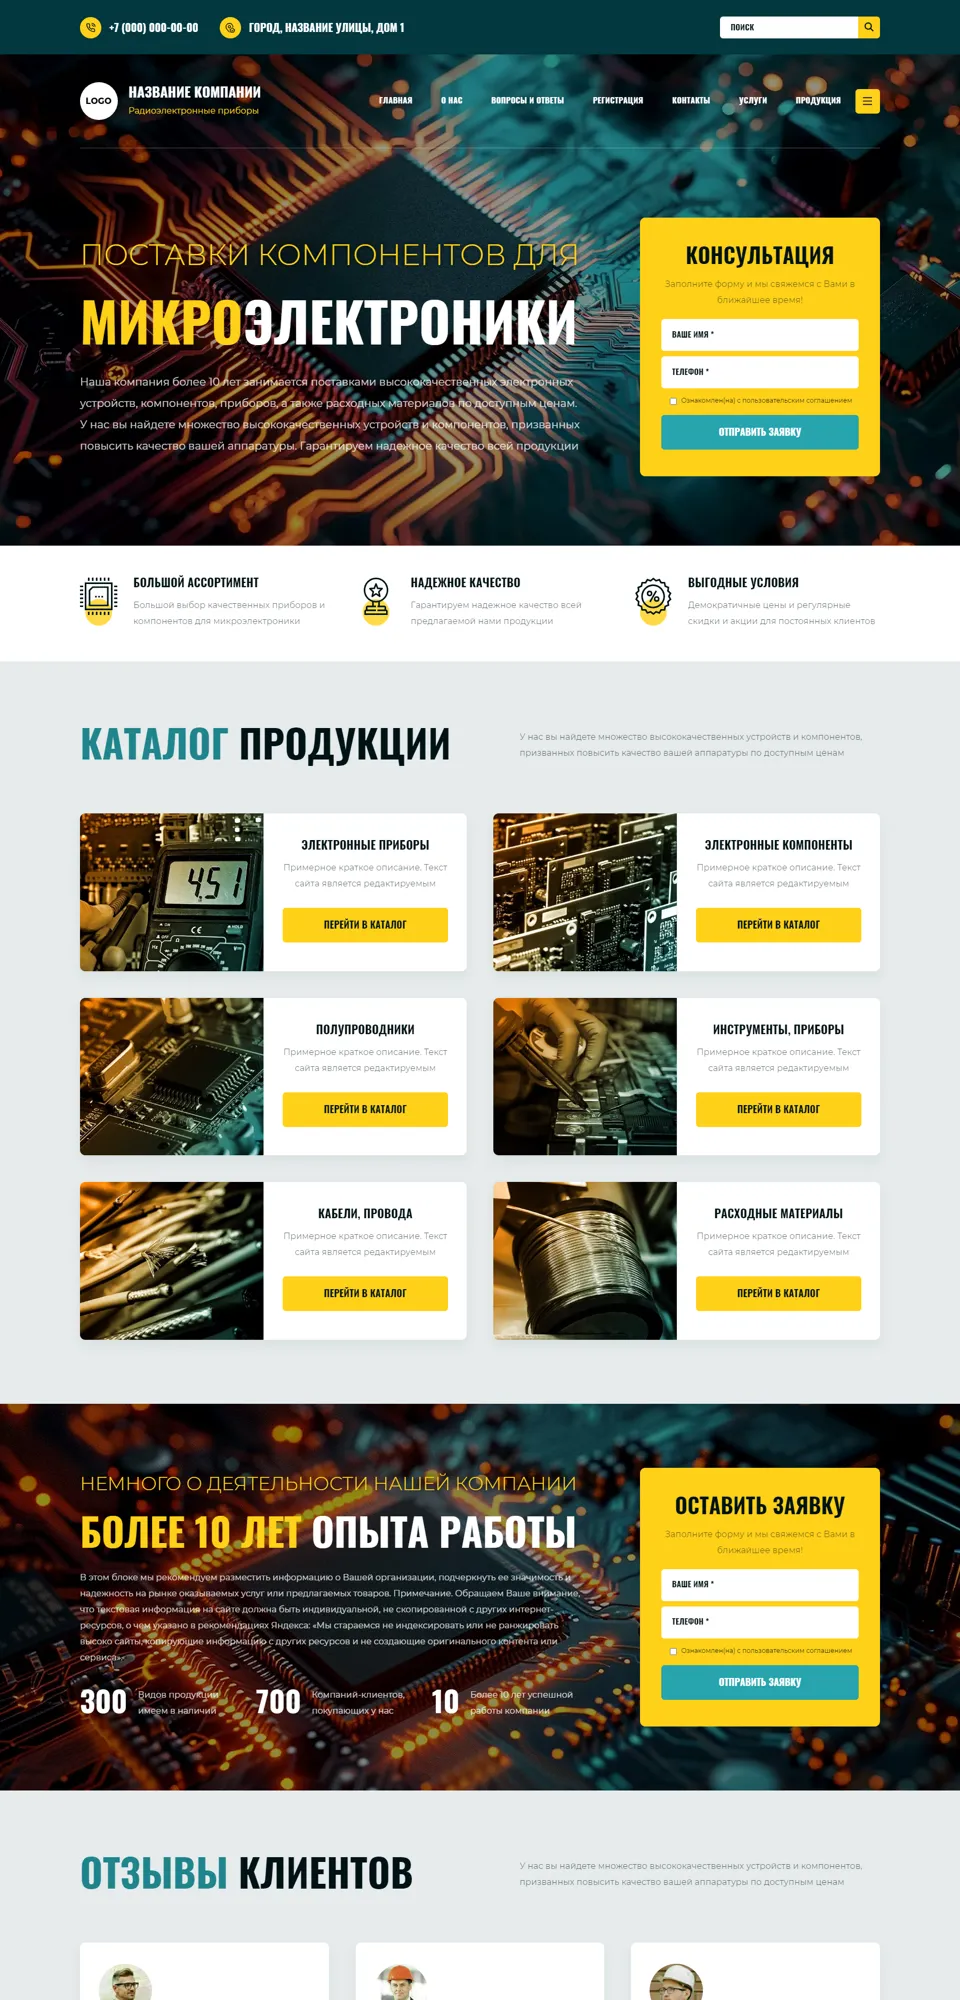 +7 (000) 000-00-00
ГОРОД, НАЗВАНИЕ УЛИЦЫ, ДОМ 1
ПОИСК
LOGO
НАЗВАНИЕ КОМПАНИИ
Радиоэлектронные приборы
ГЛАВНАЯ
О НАС
ВОПРОСЫ И ОТВЕТЫ
РЕГИСТРАЦИЯ
КОНТАКТЫ
УСЛУГИ
ПРОДУКЦИЯ
ПОСТАВКИ КОМПОНЕНТОВ ДЛЯ
МИКРОЭЛЕКТРОНИКИ
Наша компания более 10 лет занимается поставками высококачественных электронных
устройств, компонентов, приборов, а также расходных материалов по доступным ценам.
У нас вы найдете множество высококачественных устройств и компонентов, призванных
повысить качество вашей аппаратуры. Гарантируем надежное качество всей продукции
КОНСУЛЬТАЦИЯ
Заполните форму и мы свяжемся с Вами в
ближайшее время!
ВАШЕ ИМЯ *
ТЕЛЕФОН *
Ознакомлен(на) с пользовательским соглашением
ОТПРАВИТЬ ЗАЯВКУ
БОЛЬШОЙ АССОРТИМЕНТ
Большой выбор качественных приборов и
компонентов для микроэлектроники
НАДЕЖНОЕ КАЧЕСТВО
Гарантируем надежное качество всей
предлагаемой нами продукции
ВЫГОДНЫЕ УСЛОВИЯ
Демократичные цены и регулярные
скидки и акции для постоянных клиентов
КАТАЛОГ ПРОДУКЦИИ
У нас вы найдете множество высококачественных устройств и компонентов,
призванных повысить качество вашей аппаратуры по доступным ценам
4.51
CE
ЭЛЕКТРОННЫЕ ПРИБОРЫ
Примерное краткое описание. Текст
сайта является редактируемым
ПЕРЕЙТИ В КАТАЛОГ
ЭЛЕКТРОННЫЕ КОМПОНЕНТЫ
Примерное краткое описание. Текст
сайта является редактируемым
ПЕРЕЙТИ В КАТАЛОГ
ПОЛУПРОВОДНИКИ
Примерное краткое описание. Текст
сайта является редактируемым
ПЕРЕЙТИ В КАТАЛОГ
ИНСТРУМЕНТЫ, ПРИБОРЫ
Примерное краткое описание. Текст
сайта является редактируемым
ПЕРЕЙТИ В КАТАЛОГ
КАБЕЛИ, ПРОВОДА
Примерное краткое описание. Текст
сайта является редактируемым
ПЕРЕЙТИ В КАТАЛОГ
РАСХОДНЫЕ МАТЕРИАЛЫ
Примерное краткое описание. Текст
сайта является редактируемым
ПЕРЕЙТИ В КАТАЛОГ
НЕМНОГО О ДЕЯТЕЛЬНОСТИ НАШЕЙ КОМПАНИИ
БОЛЕЕ 10 ЛЕТ ОПЫТА РАБОТЫ
В этом блоке мы рекомендуем разместить информацию о Вашей организации, подчеркнуть ее значимость и
надежность на рынке оказываемых услуг или предлагаемых товаров. Примечание. Обращаем Ваше внимание,
что текстовая информация на сайте должна быть индивидуальной, не скопированной с других интернет-
ресурсов, о чем указано в рекомендациях Яндекса: «Мы стараемся не индексировать или не ранжировать
высоко сайты, копирующие информацию с других ресурсов и не создающие оригинального контента или
сервиса».
300
Видов продукции
имеем в наличии
700
Компаний-клиентов,
покупающих у нас
10
Более 10 лет успешной
работы компании
ОСТАВИТЬ ЗАЯВКУ
Заполните форму и мы свяжемся с Вами в
ближайшее время!
ВАШЕ ИМЯ *
ТЕЛЕФОН *
Ознакомлен(на) с пользовательским соглашением
ОТПРАВИТЬ ЗАЯВКУ
ОТЗЫВЫ КЛИЕНТОВ
У нас вы найдете множество высококачественных устройств и компонентов,
призванных повысить качество вашей аппаратуры по доступным ценам